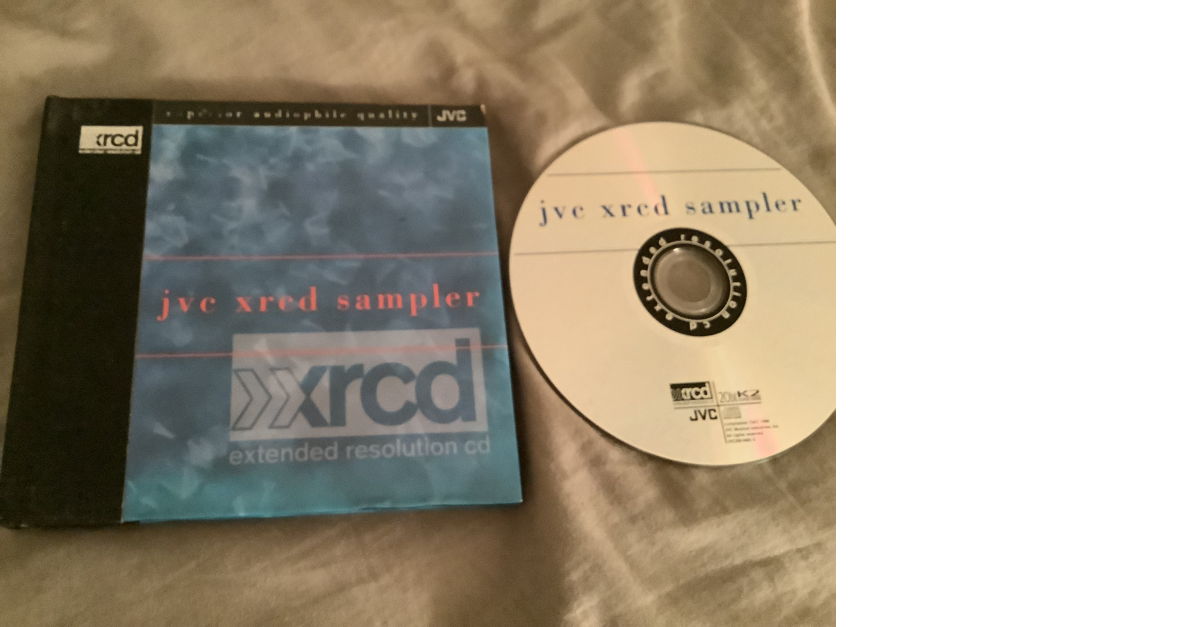 xrcd
superior audiophile quality JVC
jvc xrcd sampler
xrcd
extended resolution cd
jvc xrcd sampler
extended resolution cd
xrcd
K2
JVC